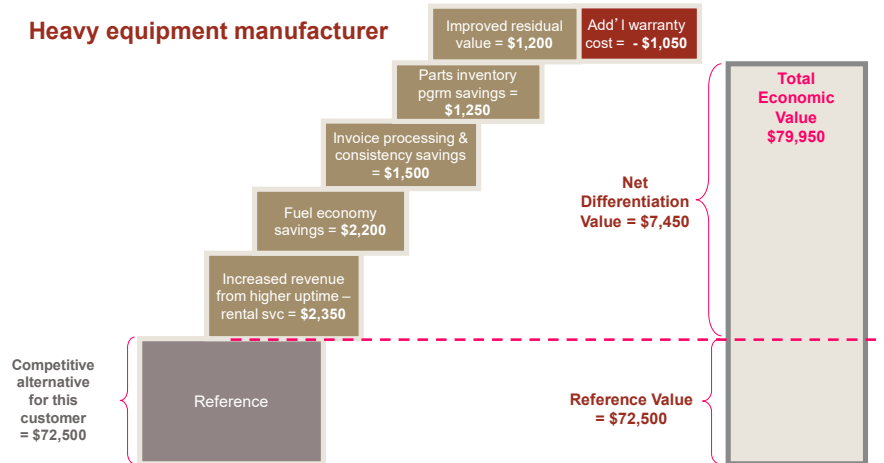 Heavy equipment manufacturer
Improved residual
value = $1,200
Add'l warranty
cost = - $1,050
Parts inventory
pgrm savings =
$1,250
Invoice processing &
consistency savings
= $1,500
Fuel economy
savings = $2,200
Increased revenue
from higher uptime –
rental svc = $2,350
Reference
Competitive
alternative
for this
customer
= $72,500
Net
Differentiation
Value = $7,450
Reference Value
= $72,500
Total
Economic
Value
$79,950